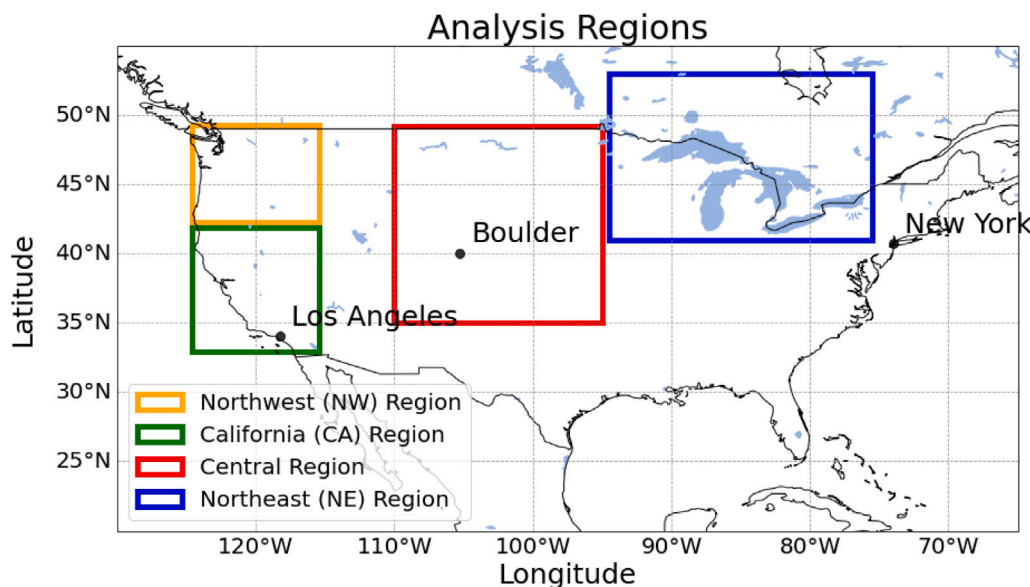 Analysis Regions
50°N
45°N
40°N
35°N
30°N
25°N
Latitude
Boulder
New York
Los Angeles
Northwest (NW) Region
California (CA) Region
Central Region
Northeast (NE) Region
120°W
110°W
100°W
90°W
80°W
70°W
Longitude